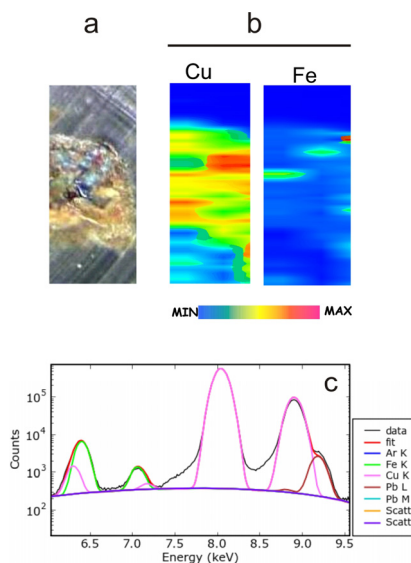 a
b
Cu
Fe
MIN
MAX
C
Counts
10⁵
10⁴
10³
10²
6.5
7.0
7.5
8.0
8.5
9.0
9.5
Energy (keV)
data
fit
Ar K
Fe K
Cu K
Pb L
Pb M
Scatt
Scatt